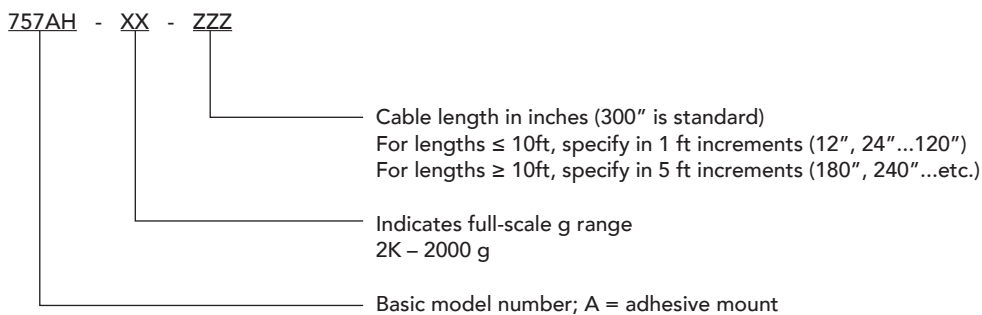 757AH - XX - ZZZ
Cable length in inches (300” is standard)
For lengths ≤ 10ft, specify in 1 ft increments (12”, 24”...120”)
For lengths ≥ 10ft, specify in 5 ft increments (180”, 240”...etc.)
Indicates full-scale g range
2K – 2000 g
Basic model number; A = adhesive mount